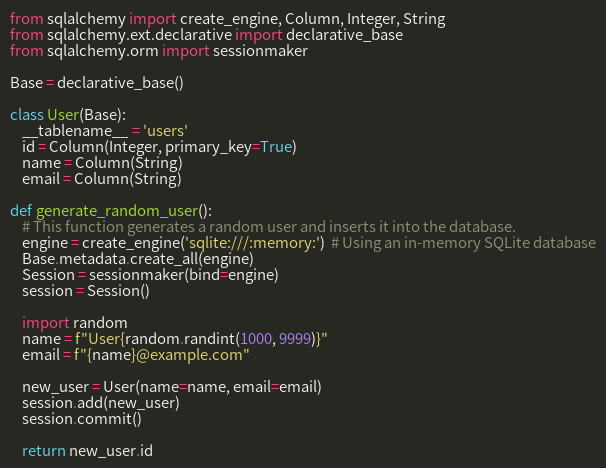 from sqlalchemy import create_engine, Column, Integer, String
from sqlalchemy.ext.declarative import declarative_base
from sqlalchemy.orm import sessionmaker

Base = declarative_base()

class User(Base):
    __tablename__ = 'users'
    id = Column(Integer, primary_key=True)
    name = Column(String)
    email = Column(String)

def generate_random_user():
    # This function generates a random user and inserts it into the database.
    engine = create_engine('sqlite:///:memory:')  # Using an in-memory SQLite database
    Base.metadata.create_all(engine)
    Session = sessionmaker(bind=engine)
    session = Session()

    import random
    name = f"User{random.randint(1000, 9999)}"
    email = f"{name}@example.com"

    new_user = User(name=name, email=email)
    session.add(new_user)
    session.commit()

    return new_user.id